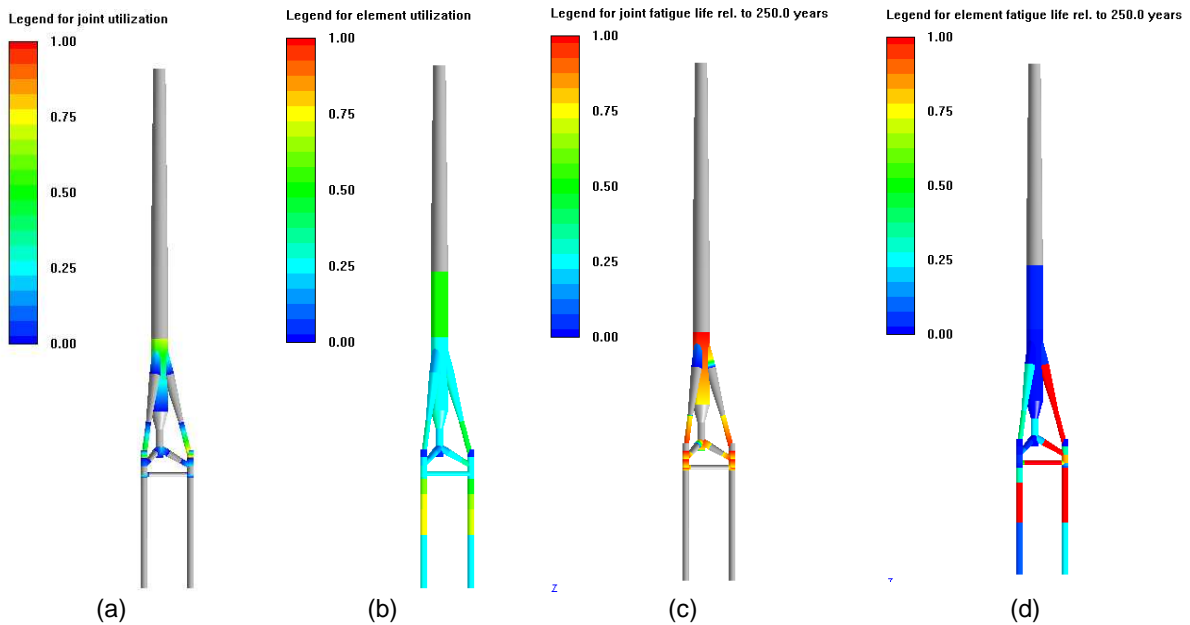 Legend for joint utilization
1.00
0.75
0.50
0.25
0.00
(a)
Legend for element utilization
1.00
0.75
0.50
0.25
0.00
(b)
Legend for joint fatigue life rel. to 250.0 years
1.00
0.75
0.50
0.25
0.00
Z
(c)
Legend for element fatigue life rel. to 250.0 years
1.00
0.75
0.50
0.25
0.00
(d)